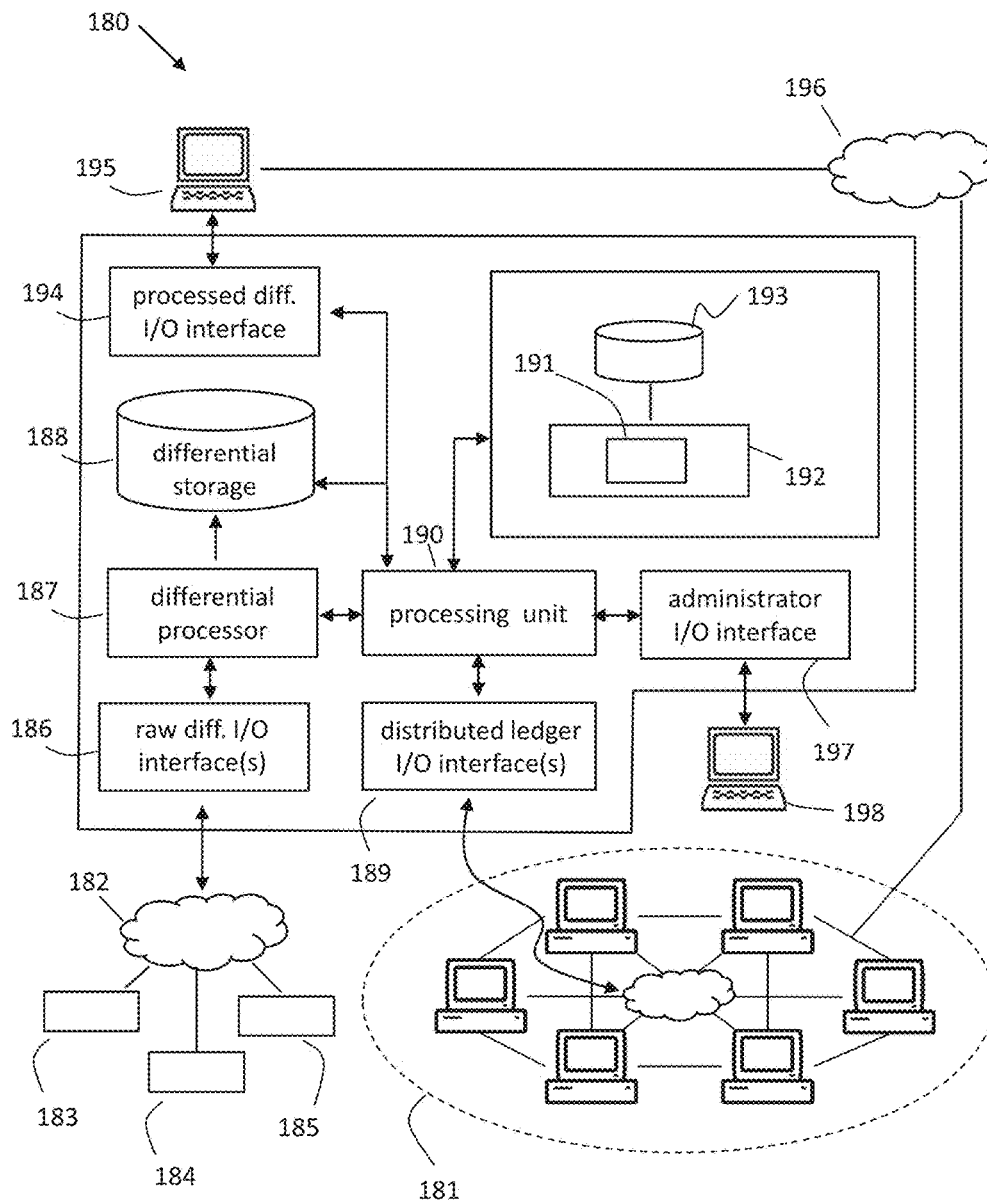 180
196
195
194
processed diff.
I/O interface
193
191
188
differential
storage
192
190
187
differential
processor
processing unit
administrator
I/O interface
186
raw diff. I/O
interface(s)
distributed ledger
I/O interface(s)
197
198
189
182
183
185
184
181